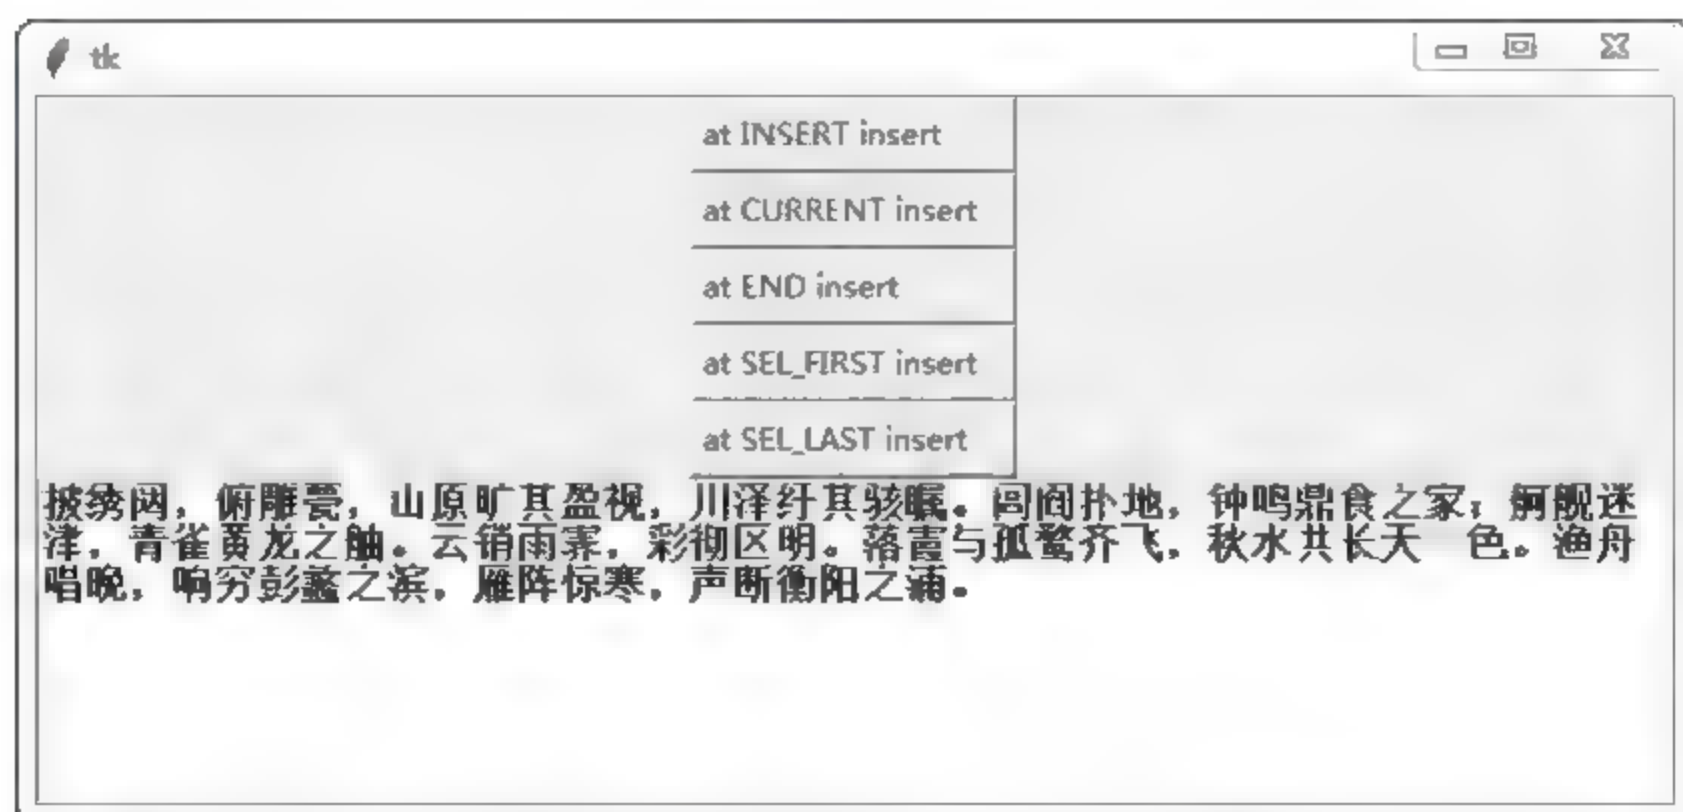 tk
at INSERT insert
at CURRENT insert
at END insert
at SEL_FIRST insert
at SEL_LAST insert
披绣闼，俯雕甍，山原旷其盈视，川泽纡其骇瞩。闾阎扑地，钟鸣鼎食之家；舸舰迷
津，青雀黄龙之舳。云销雨霁，彩彻区明。落霞与孤鹜齐飞，秋水共长天 色。渔舟
唱晚，响穷彭蠡之滨，雁阵惊寒，声断衡阳之浦。